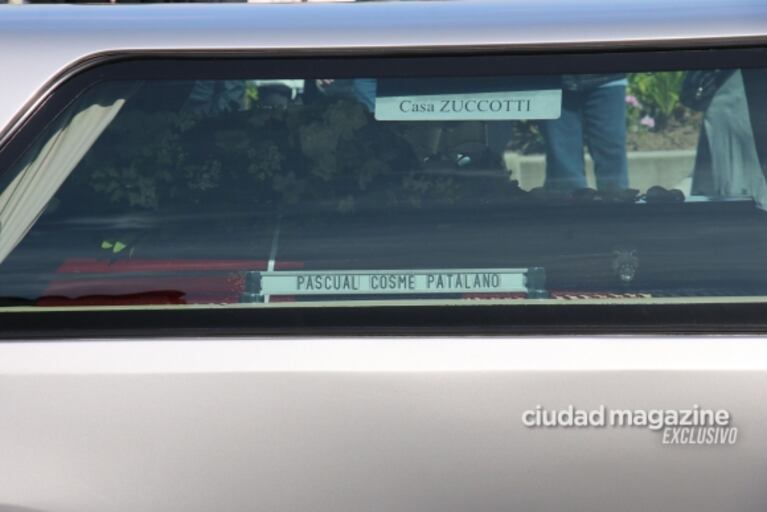 Casa ZUCCOTTI
PASCUAL COSME PATALANO
ciudad magazine
EXCLUSIVO